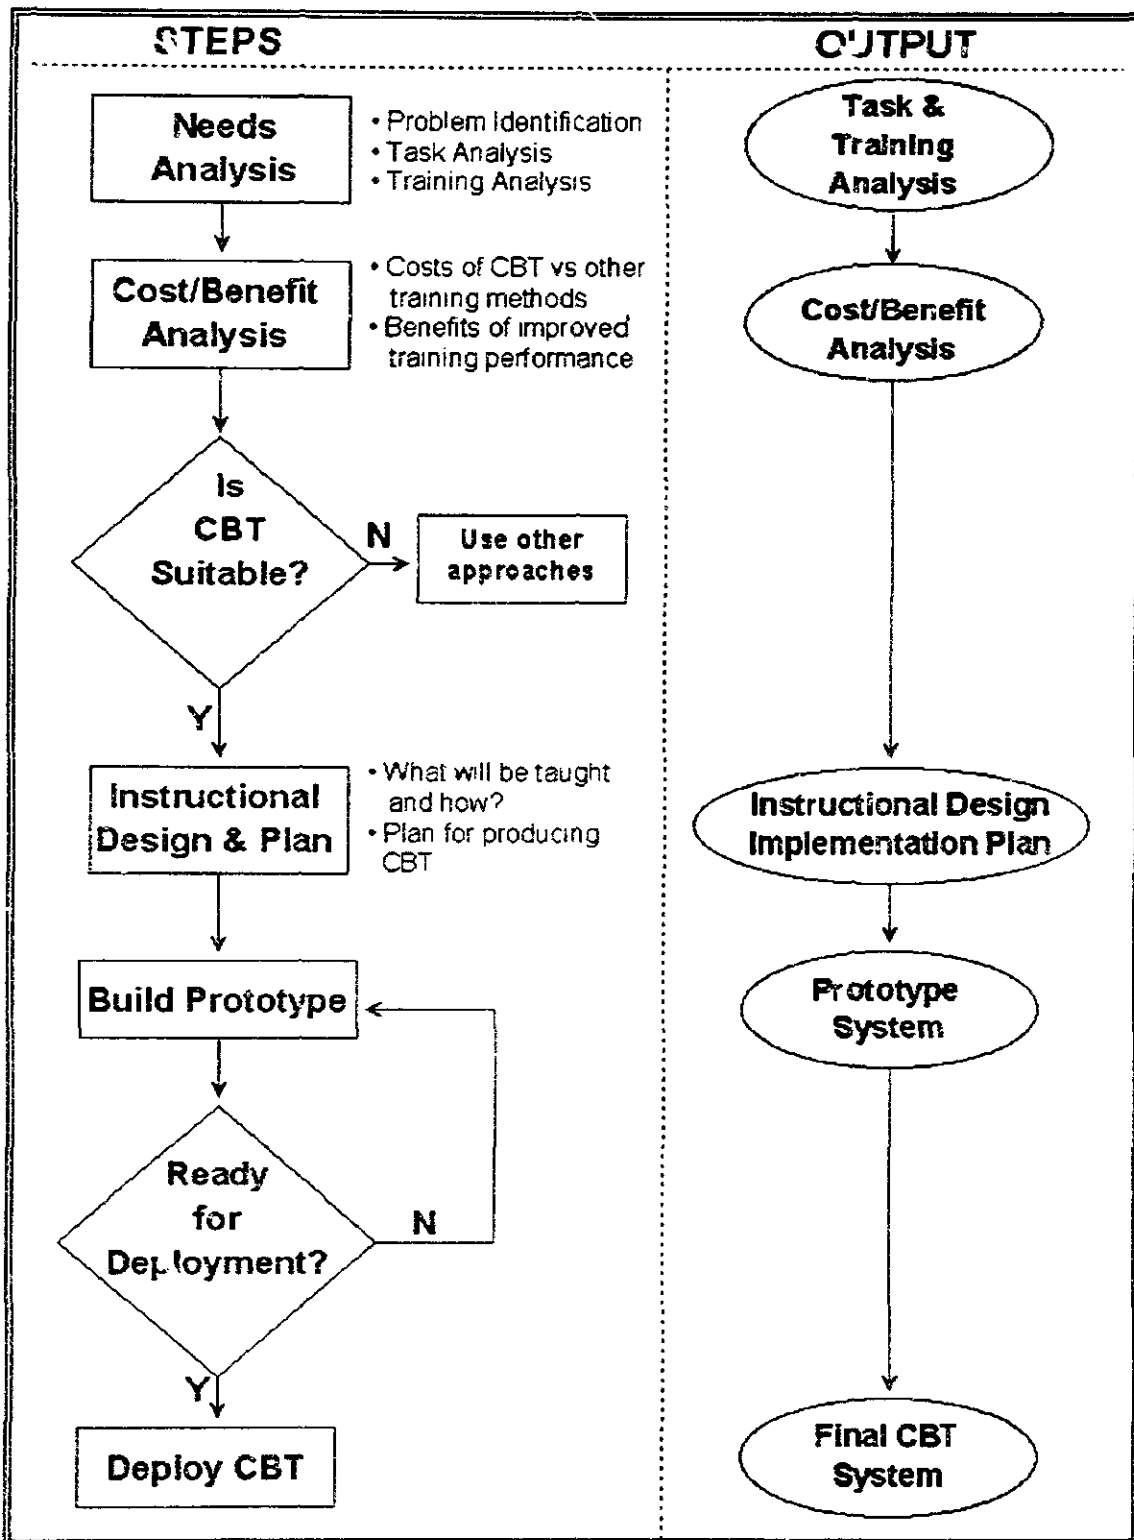 STEPS
OUTPUT
Needs
Analysis
• Problem Identification
• Task Analysis
• Training Analysis
Task &
Training
Analysis
Cost/Benefit
Analysis
• Costs of CBT vs other
training methods
• Benefits of improved
training performance
Cost/Benefit
Analysis
Is
CBT
Suitable?
N
Use other
approaches
Y
Instructional
Design & Plan
• What will be taught
and how?
• Plan for producing
CBT
Instructional Design
Implementation Plan
Build Prototype
Prototype
System
Ready
for
Deployment?
N
Y
Deploy CBT
Final CBT
System